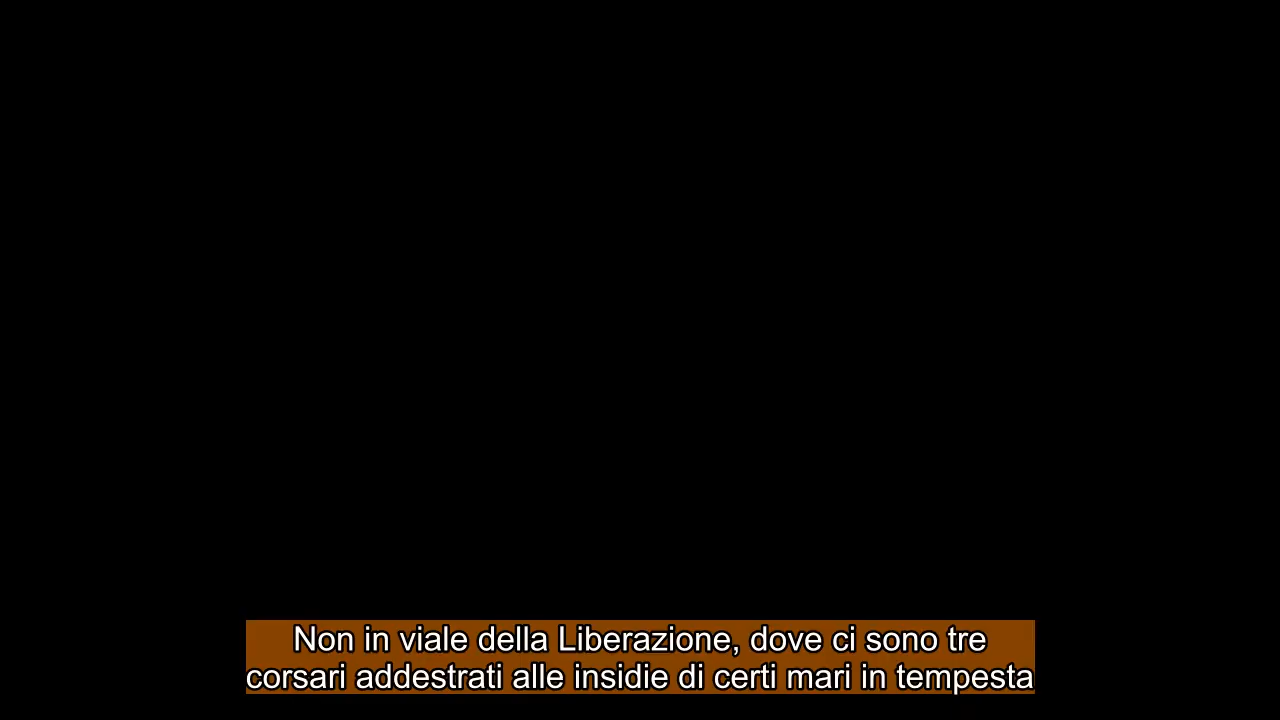 Non in viale della Liberazione, dove ci sono tre
corsari addestrati alle insidie di certi mari in tempesta